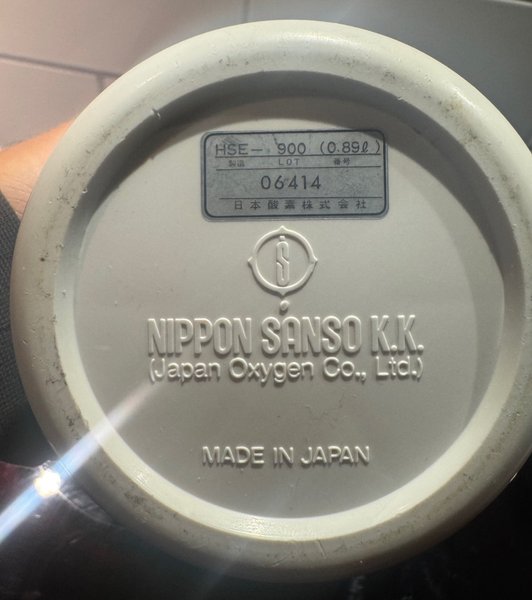 HSE- 900 (0.89ℓ)
製造 LOT 番号
06414
日本酸素株式会社
S
NIPPON SANSO K.K.
(Japan Oxygen Co., Ltd.)
MADE IN JAPAN